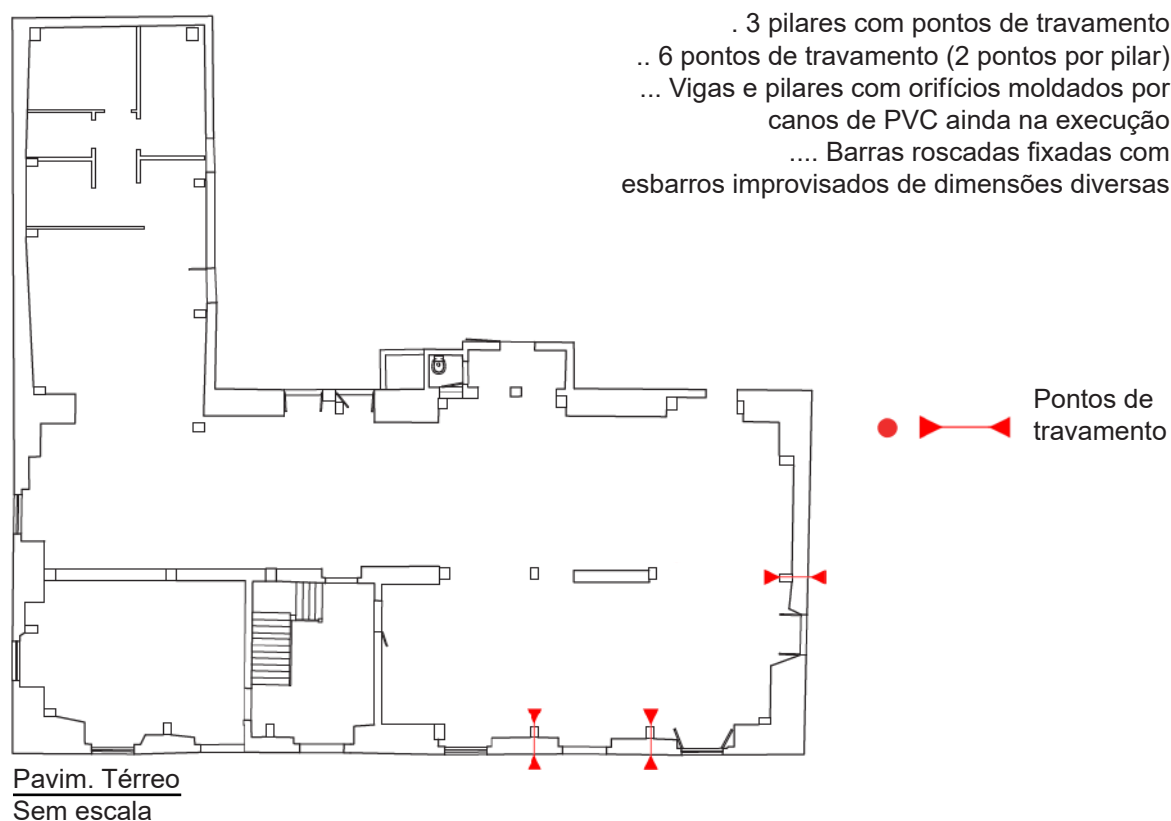 . 3 pilares com pontos de travamento
.. 6 pontos de travamento (2 pontos por pilar)
... Vigas e pilares com orifícios moldados por
canos de PVC ainda na execução
.... Barras roscadas fixadas com
esbarros improvisados de dimensões diversas
Pontos de
travamento
Pavim. Térreo
Sem escala